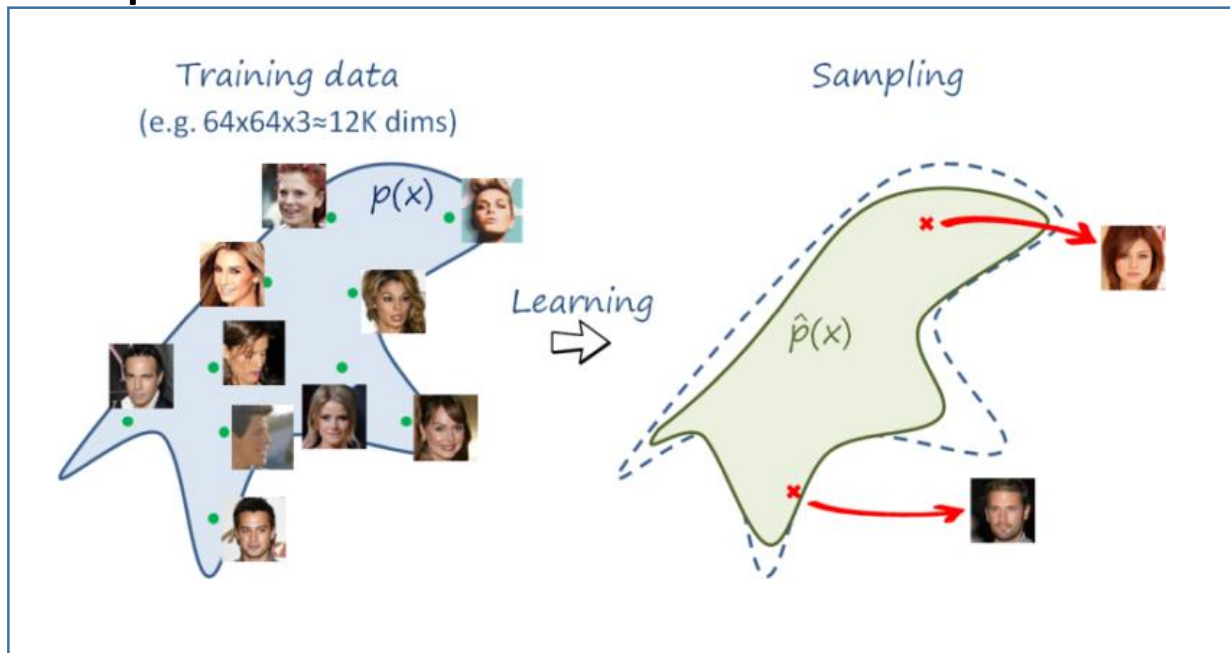 Training data
(e.g. 64x64x3≈12K dims)
p(x)
Learning
Sampling
p̂(x)